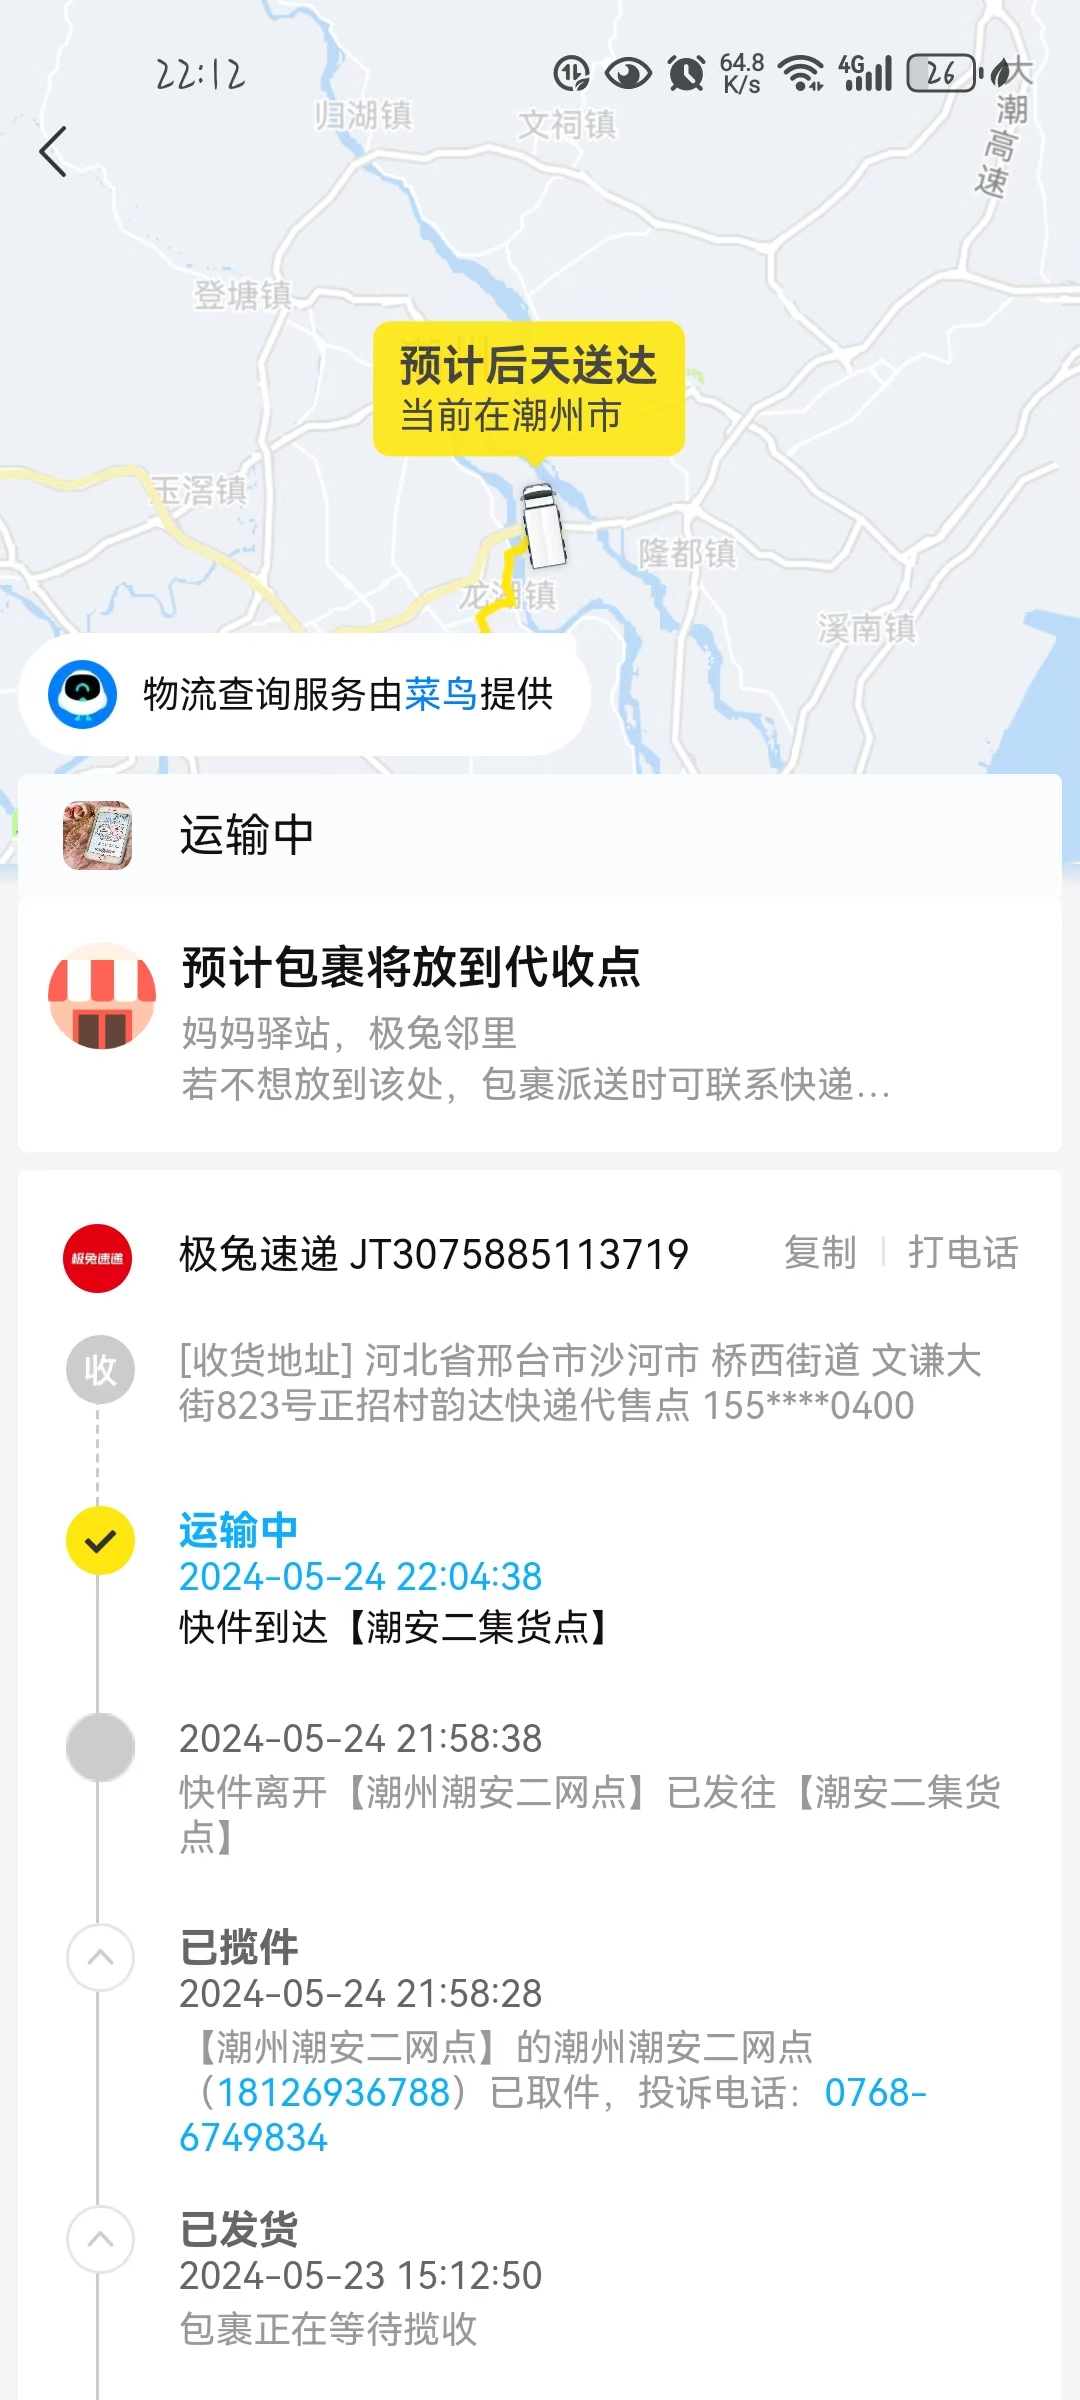 22:12
64.8
K/s
4G
26
大
潮
高
速
归湖镇
文祠镇
登塘镇
预计后天送达
当前在潮州市
玉滘镇
隆都镇
龙湖镇
溪南镇
物流查询服务由菜鸟提供
运输中
预计包裹将放到代收点
妈妈驿站，极兔邻里
若不想放到该处，包裹派送时可联系快递...
极兔速递
极兔速递 JT3075885113719
复制
打电话
收
[收货地址] 河北省邢台市沙河市 桥西街道 文谦大
街823号正招村韵达快递代售点 155****0400
运输中
2024-05-24 22:04:38
快件到达【潮安二集货点】
2024-05-24 21:58:38
快件离开【潮州潮安二网点】已发往【潮安二集货
点】
已揽件
2024-05-24 21:58:28
【潮州潮安二网点】的潮州潮安二网点
（18126936788）已取件，投诉电话：0768-
6749834
已发货
2024-05-23 15:12:50
包裹正在等待揽收